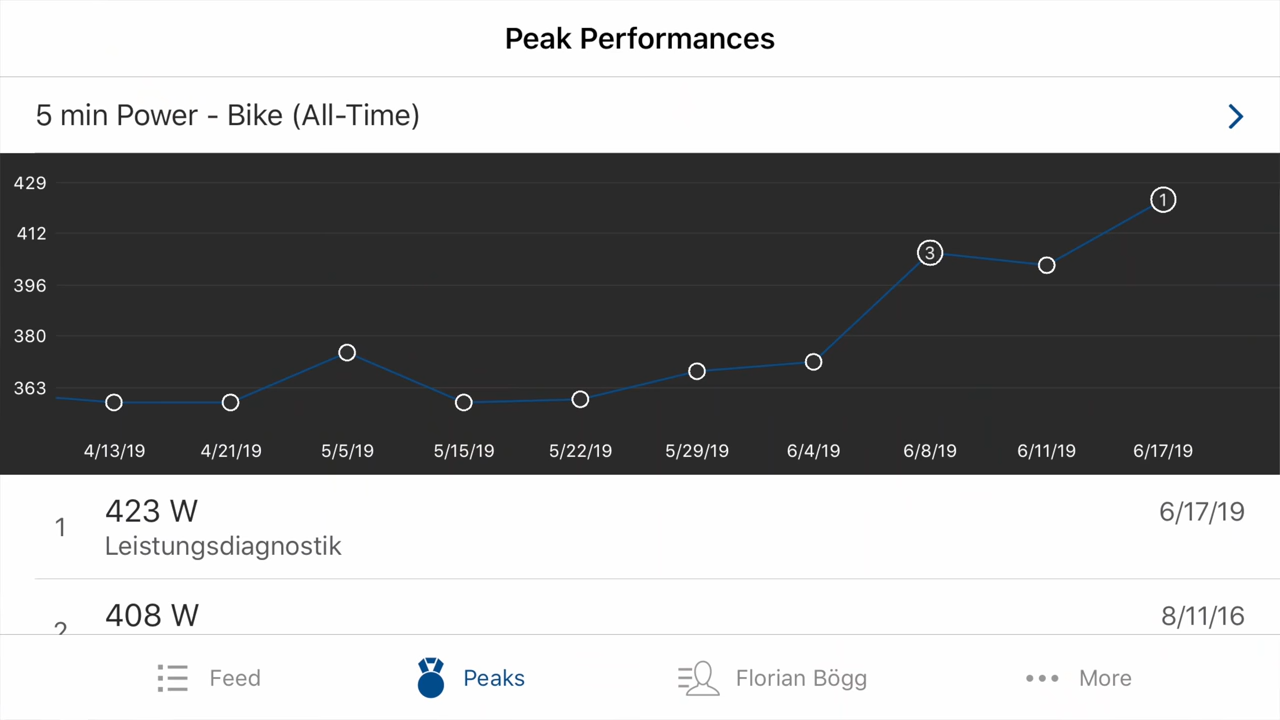 Peak Performances
5 min Power - Bike (All-Time)
429
412
396
380
363
3
1
4/13/19 4/21/19 5/5/19 5/15/19 5/22/19 5/29/19 6/4/19 6/8/19 6/11/19 6/17/19
1 423 W 6/17/19
Leistungsdiagnostik
2 408 W 8/11/16
Feed Peaks Florian Bögg More